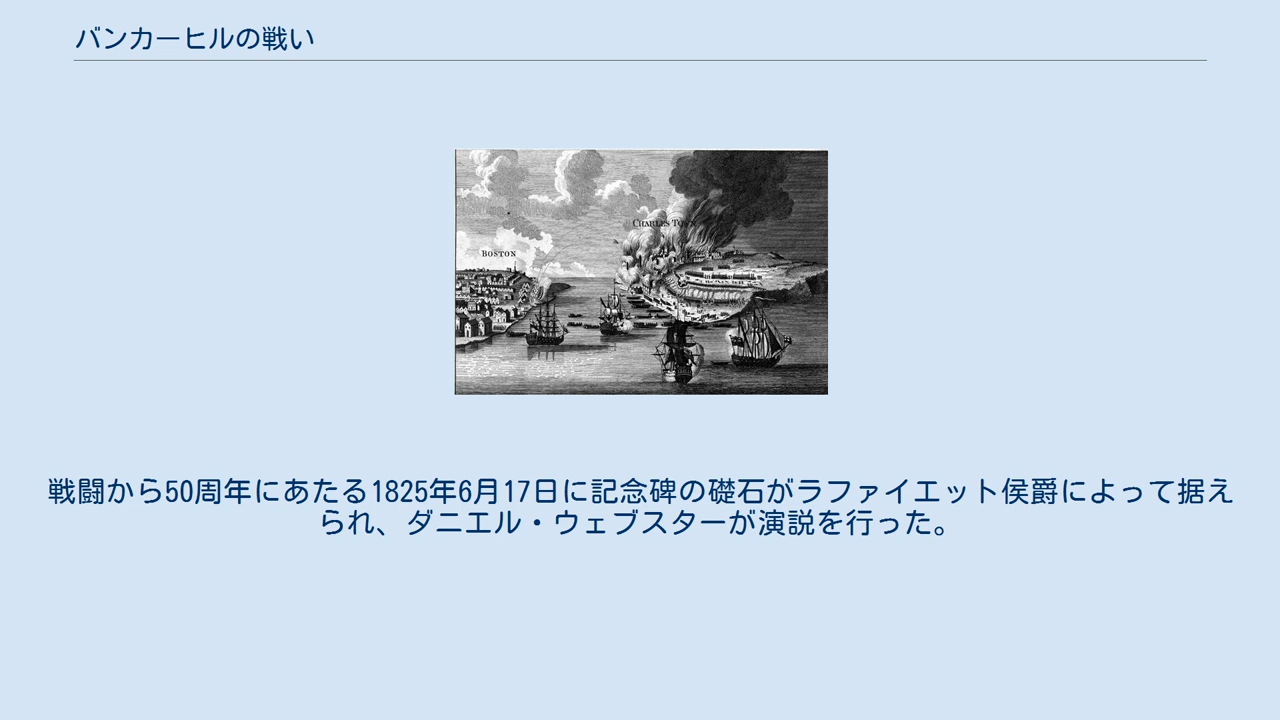 バンカーヒルの戦い
CHARLES TOWN
BOSTON
戦闘から50周年にあたる1825年6月17日に記念碑の礎石がラファイエット侯爵によって据え
られ、ダニエル・ウェブスターが演説を行った。